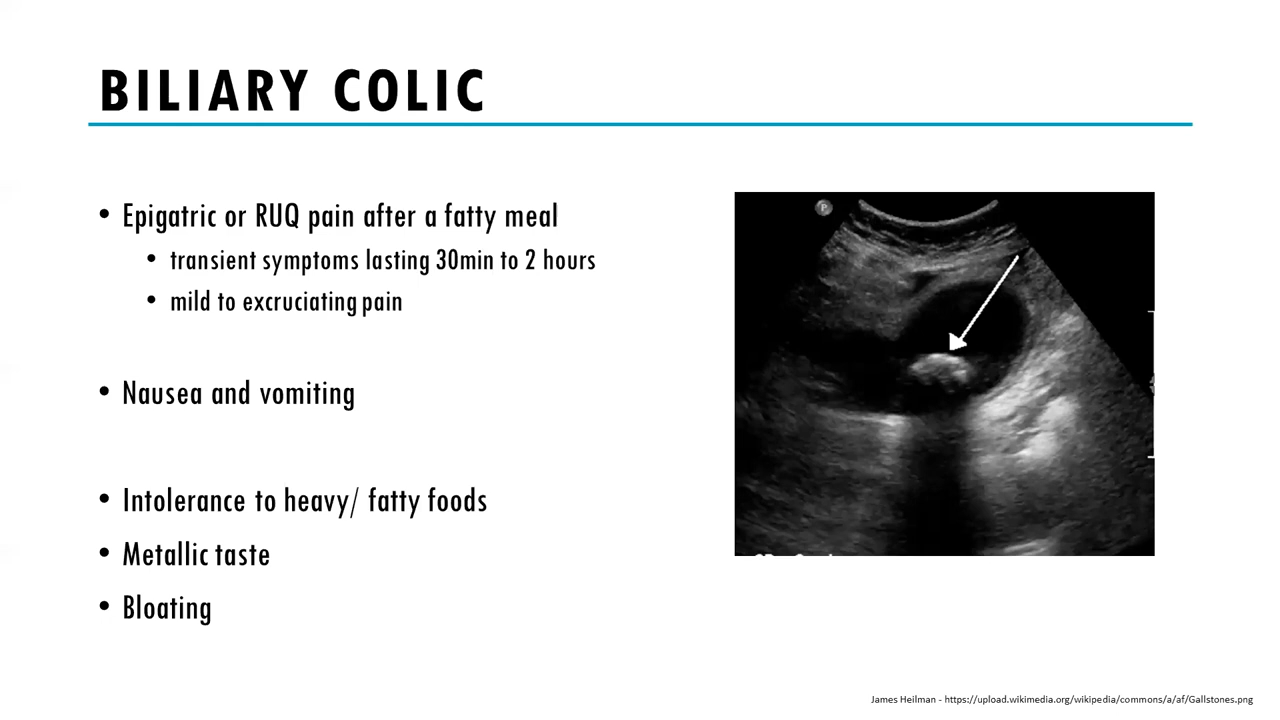 BILIARY COLIC
• Epigatric or RUQ pain after a fatty meal
• transient symptoms lasting 30min to 2 hours
• mild to excruciating pain
• Nausea and vomiting
• Intolerance to heavy/ fatty foods
• Metallic taste
• Bloating
P
James Heilman - https://upload.wikimedia.org/wikipedia/commons/a/af/Gallstones.png